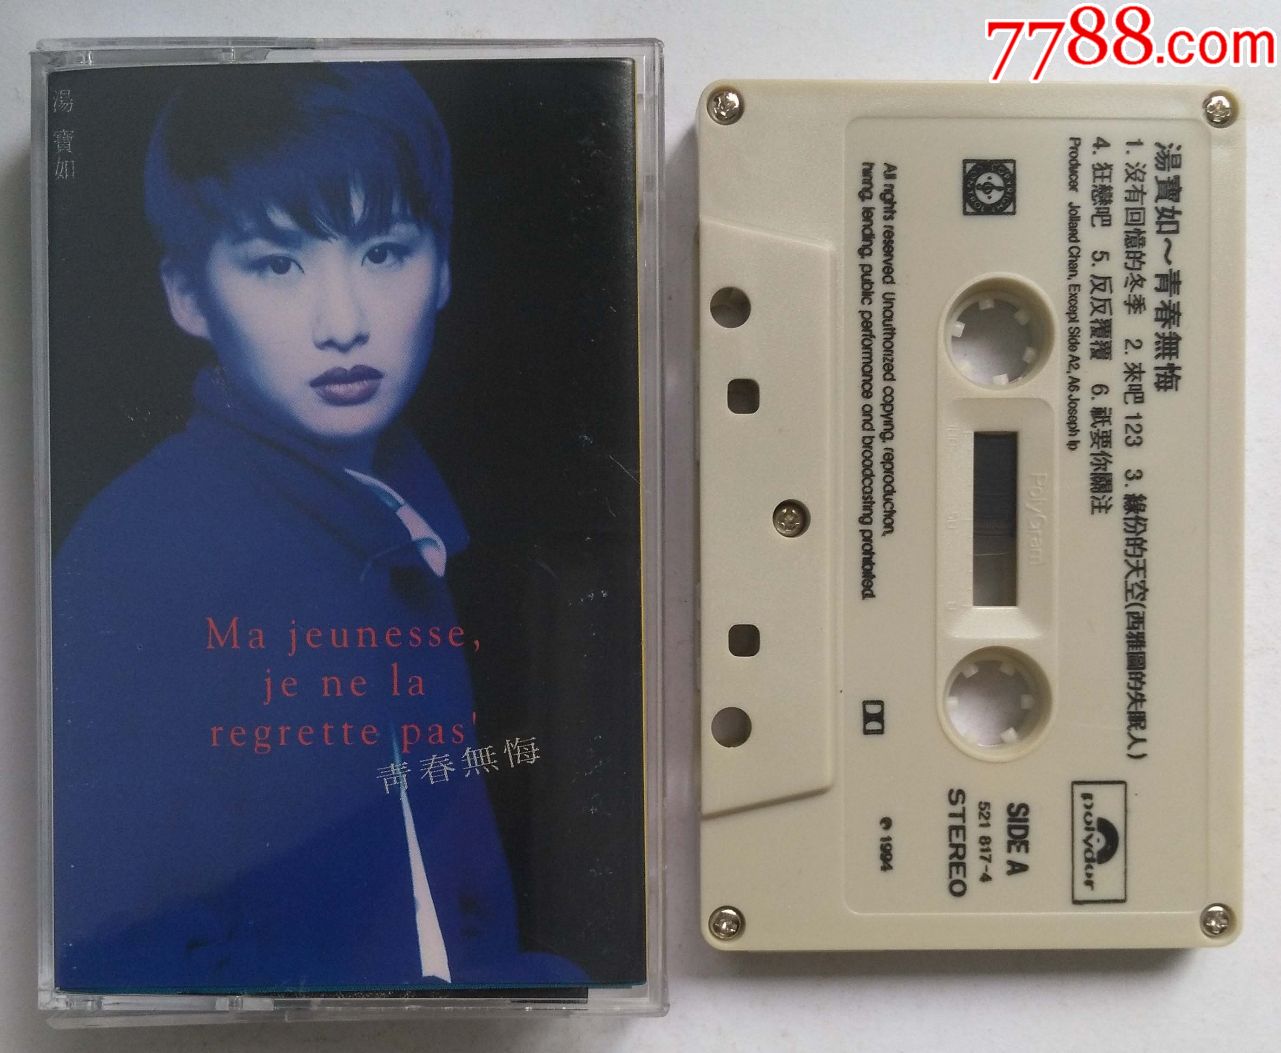 7788.com
湯寶如
Ma jeunesse,
je ne la
regrette pas'
青春無悔
湯寶如～青春無悔
1. 沒有回憶的冬季 2. 來吧 123 3. 緣份的天空(西雅圖的失眠人)
4. 狂戀吧 5. 反反覆覆 6. 祇要你關注
Producer Jolland Chan, Except Side A2, A6 Joseph Ip
polydor
SIDE A
521 817-4
STEREO
PolyGram
All rights reserved Unauthorized copying, reproduction,
hiring, lending, public performance and broadcasting prohibited.
℗ 1994